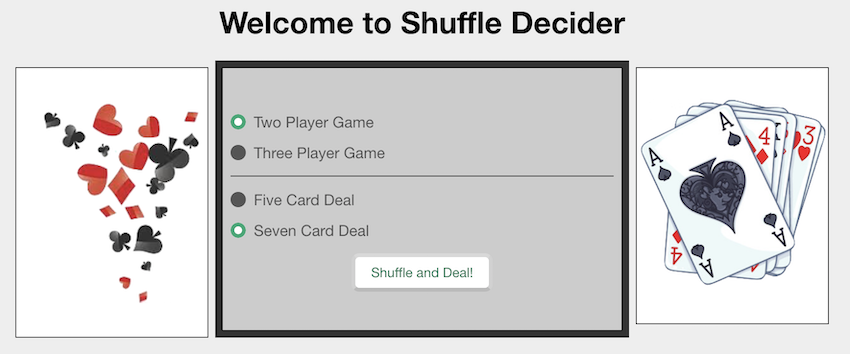 Welcome to Shuffle Decider
Two Player Game
Three Player Game
Five Card Deal
Seven Card Deal
Shuffle and Deal!
A
A
A
A
4
3
4